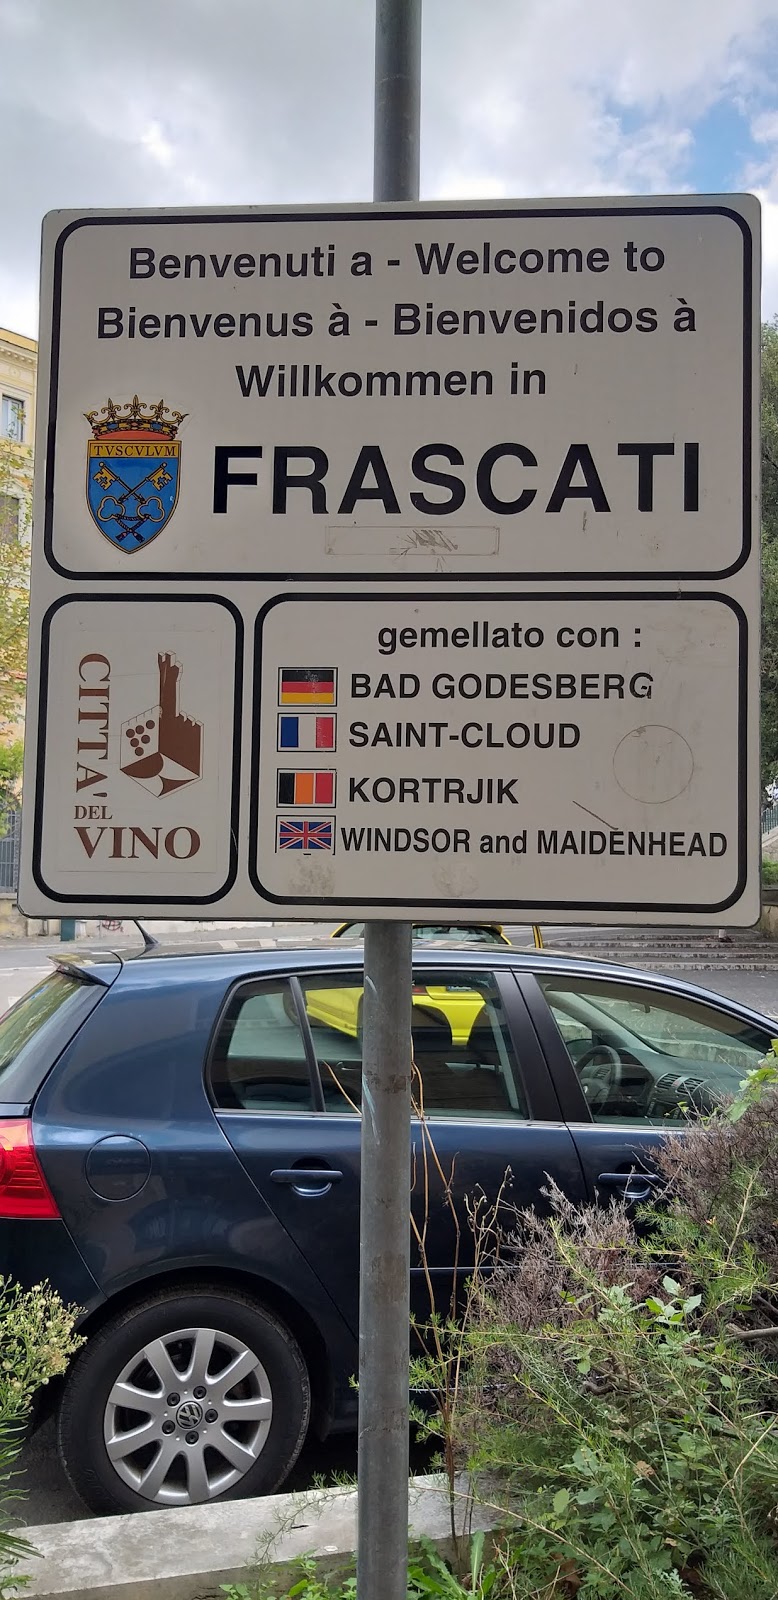 Benvenuti a - Welcome to
Bienvenus à - Bienvenidos à
Willkommen in
TVSCVLVM
FRASCATI
CITTA'
DEL
VINO
gemellato con :
BAD GODESBERG
SAINT-CLOUD
KORTRJIK
WINDSOR and MAIDENHEAD